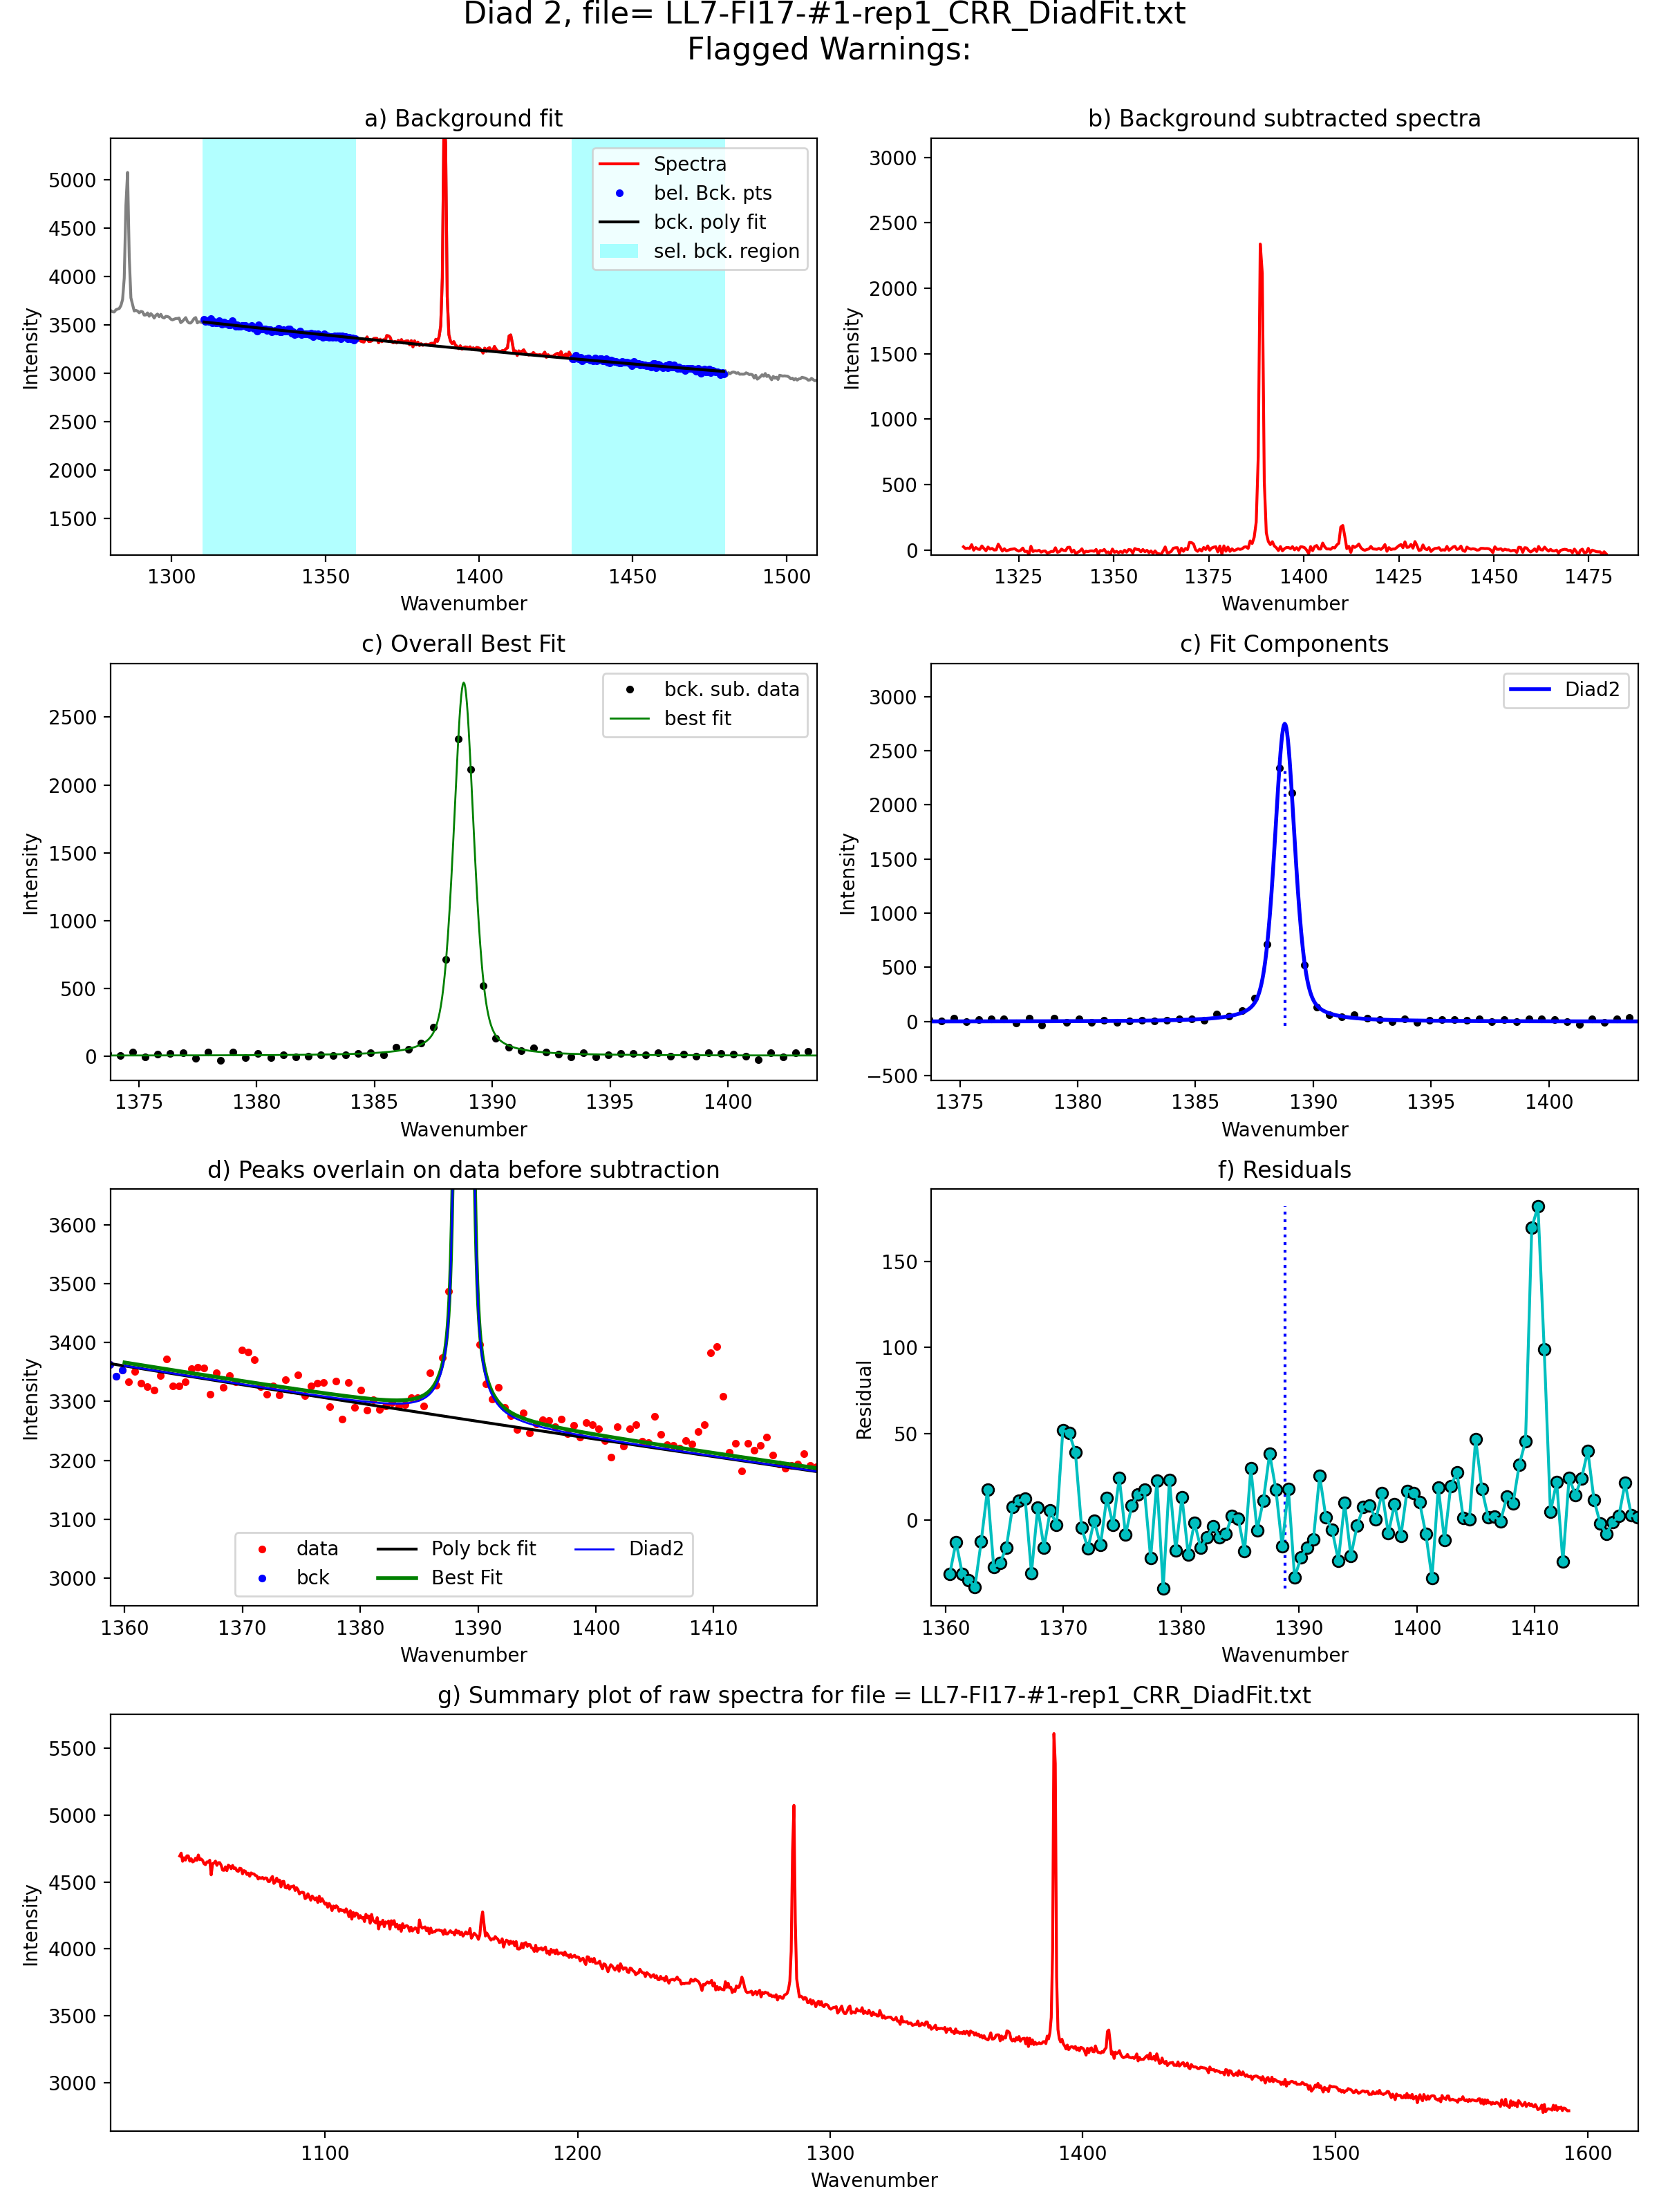 Diad 2, file= LL7-FI17-#1-rep1_CRR_DiadFit.txt
Flagged Warnings:
a) Background fit
5000
4500
4000
3500
3000
2500
2000
1500
Intensity
1300 1350 1400 1450 1500
Wavenumber
Spectra
bel. Bck. pts
bck. poly fit
sel. bck. region
b) Background subtracted spectra
3000
2500
2000
1500
1000
500
0
Intensity
1325 1350 1375 1400 1425 1450 1475
Wavenumber
c) Overall Best Fit
2500
2000
1500
1000
500
0
Intensity
1375 1380 1385 1390 1395 1400
Wavenumber
bck. sub. data
best fit
c) Fit Components
3000
2500
2000
1500
1000
500
0
−500
Intensity
1375 1380 1385 1390 1395 1400
Wavenumber
Diad2
d) Peaks overlain on data before subtraction
3600
3500
3400
3300
3200
3100
3000
Intensity
1360 1370 1380 1390 1400 1410
Wavenumber
data Poly bck fit Diad2
bck Best Fit
f) Residuals
150
100
50
0
Residual
1360 1370 1380 1390 1400 1410
Wavenumber
g) Summary plot of raw spectra for file = LL7-FI17-#1-rep1_CRR_DiadFit.txt
5500
5000
4500
4000
3500
3000
Intensity
1100 1200 1300 1400 1500 1600
Wavenumber